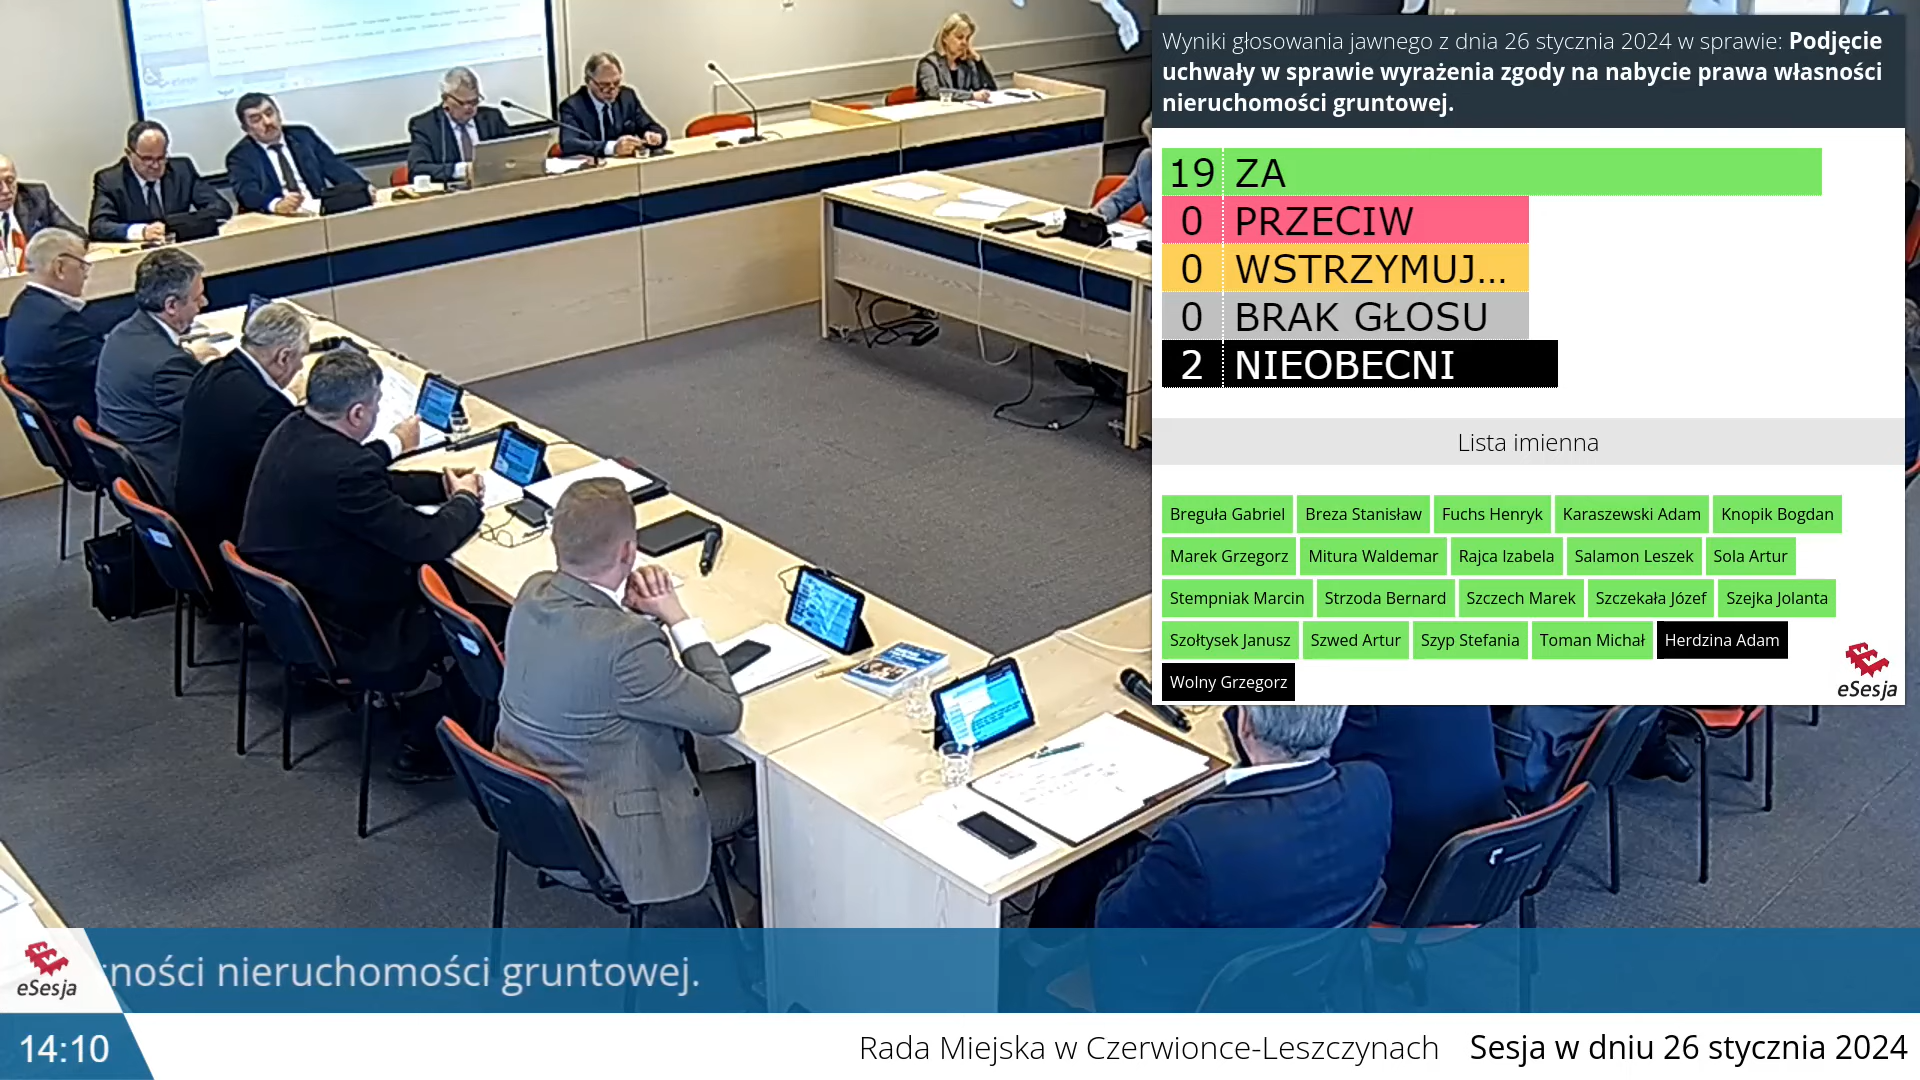 Wyniki głosowania jawnego z dnia 26 stycznia 2024 w sprawie: Podjęcie
uchwały w sprawie wyrażenia zgody na nabycie prawa własności
nieruchomości gruntowej.
19 ZA
0 PRZECIW
0 WSTRZYMUJ...
0 BRAK GŁOSU
2 NIEOBECNI
Lista imienna
Breguła Gabriel Breza Stanisław Fuchs Henryk Karaszewski Adam Knopik Bogdan
Marek Grzegorz Mitura Waldemar Rajca Izabela Salamon Leszek Sola Artur
Stempniak Marcin Strzoda Bernard Szczech Marek Szczekała Józef Szejka Jolanta
Szołtysek Janusz Szwed Artur Szyp Stefania Toman Michał Herdzina Adam
Wolny Grzegorz
eSesja
eSesja
ności nieruchomości gruntowej.
14:10
Rada Miejska w Czerwionce-Leszczynach Sesja w dniu 26 stycznia 2024